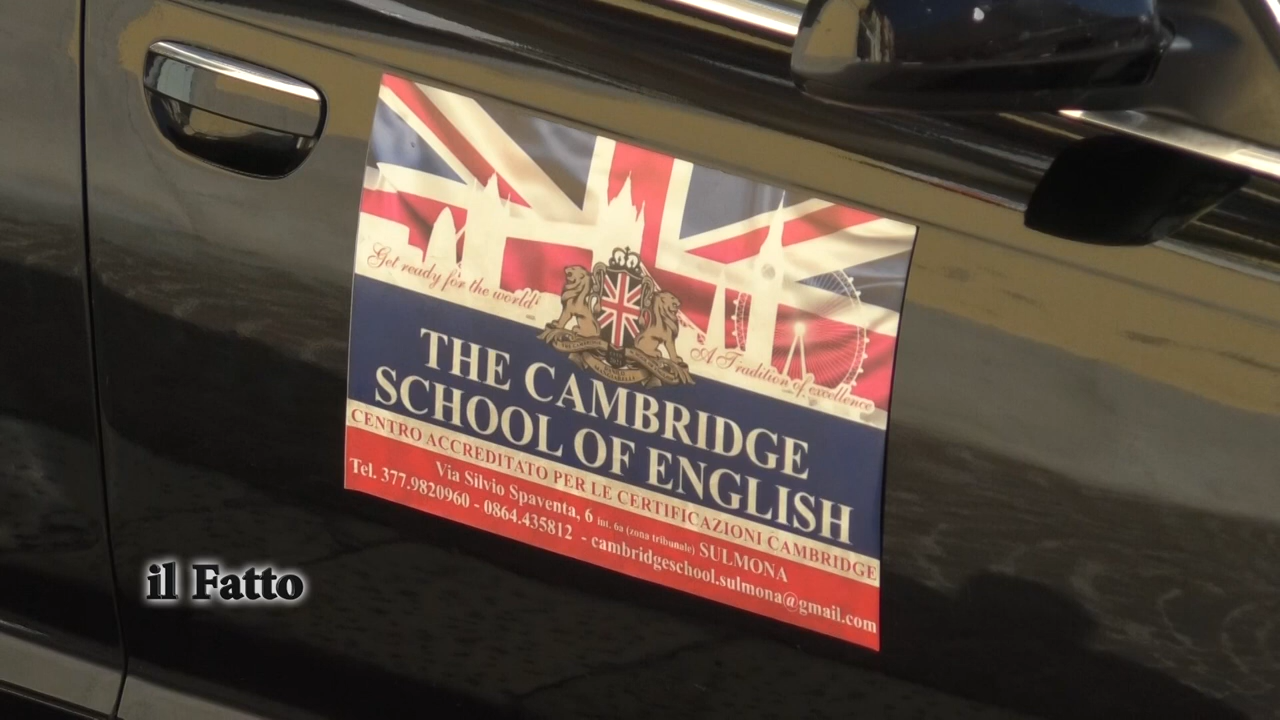 Get ready for the world!
A Tradition of excellence
THE CAMBRIDGE
SCHOOL OF ENGLISH
CENTRO ACCREDITATO PER LE CERTIFICAZIONI CAMBRIDGE
Via Silvio Spaventa, 6 int. 6a (zona tribunale) SULMONA
Tel. 377.9820960 - 0864.435812 - cambridgeschool.sulmona@gmail.com
il Fatto